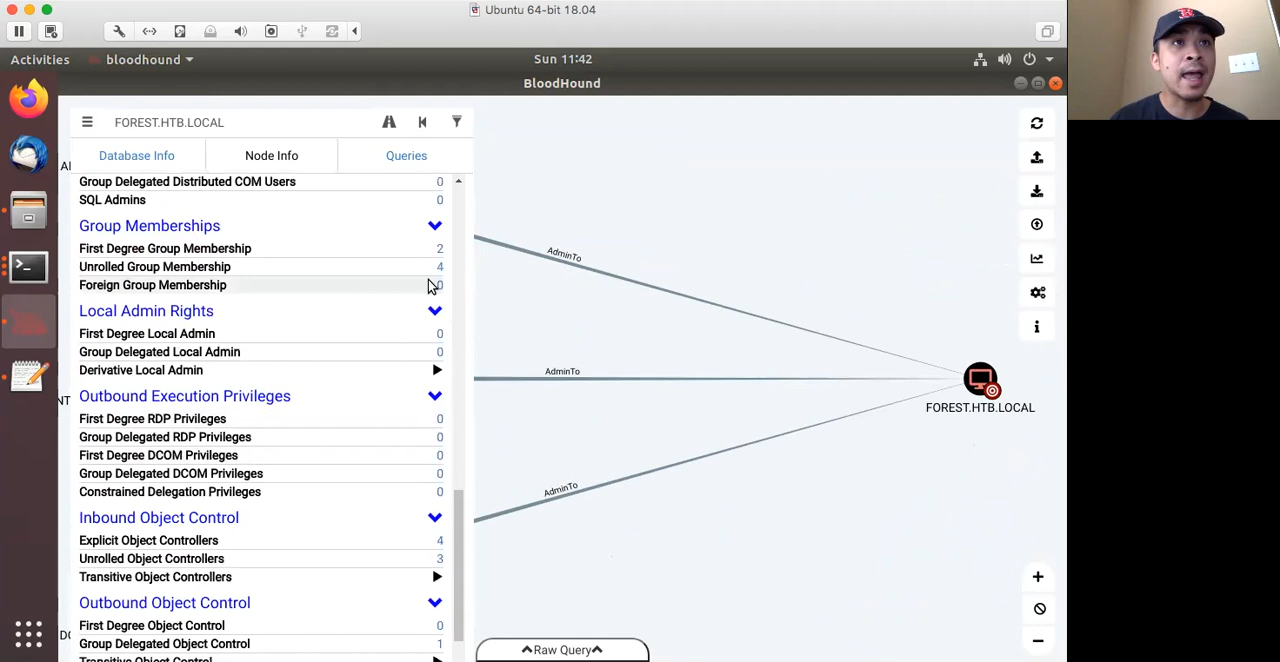 Ubuntu 64-bit 18.04
Activities
bloodhound
Sun 11:42
BloodHound
FOREST.HTB.LOCAL
Database Info
Node Info
Queries
Group Delegated Distributed COM Users 0
SQL Admins 0
Group Memberships
First Degree Group Membership 2
Unrolled Group Membership 4
Foreign Group Membership 0
Local Admin Rights
First Degree Local Admin 0
Group Delegated Local Admin 0
Derivative Local Admin
Outbound Execution Privileges
First Degree RDP Privileges 0
Group Delegated RDP Privileges 0
First Degree DCOM Privileges 0
Group Delegated DCOM Privileges 0
Constrained Delegation Privileges 0
Inbound Object Control
Explicit Object Controllers 4
Unrolled Object Controllers 3
Transitive Object Controllers
Outbound Object Control
First Degree Object Control 0
Group Delegated Object Control 1
Transitive Object Control
AdminTo
AdminTo
AdminTo
FOREST.HTB.LOCAL
Raw Query